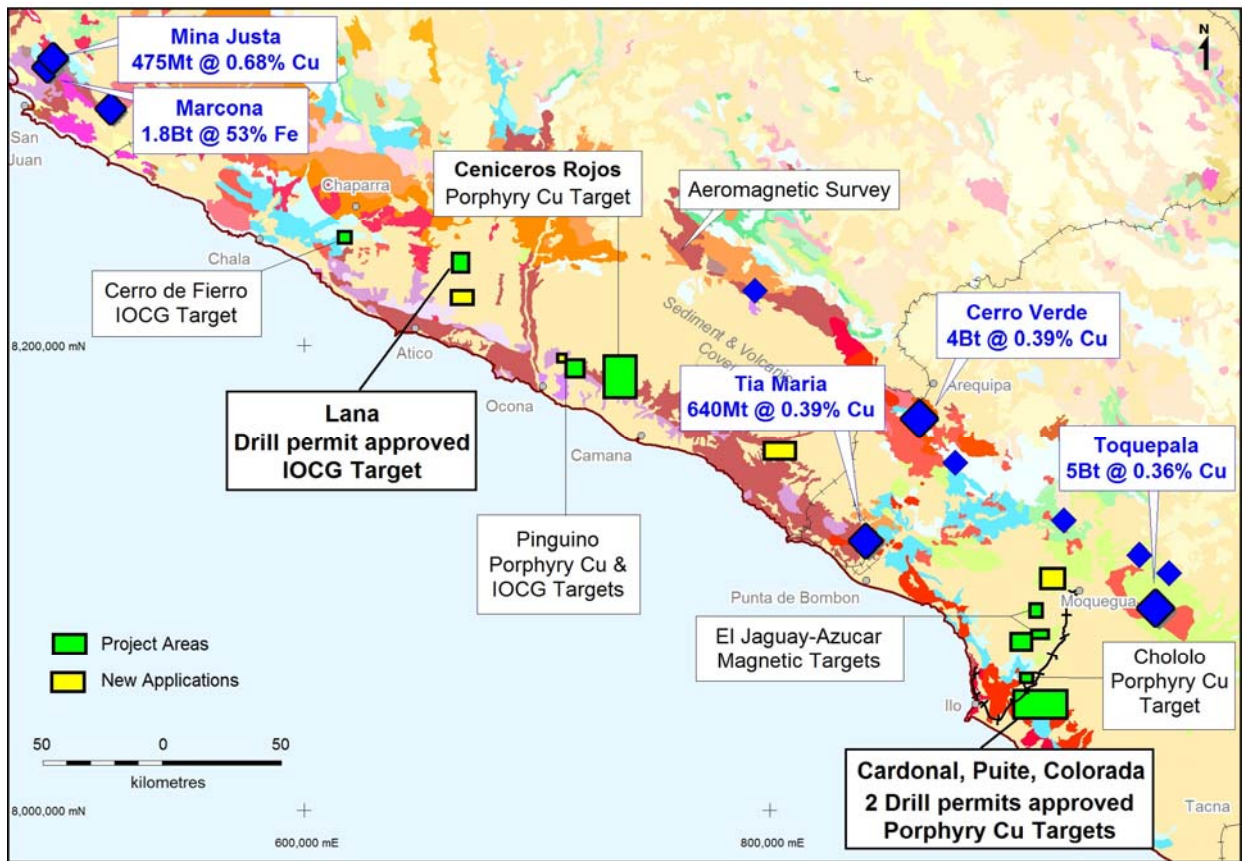 Mina Justa
475Mt @ 0.68% Cu
Marcona
1.8Bt @ 53% Fe
N
San
Juan
Chaparra
Ceniceros Rojos
Porphyry Cu Target
Aeromagnetic Survey
Chala
Cerro de Fierro
IOCG Target
Sediment & Volcanic
Cover
Cerro Verde
4Bt @ 0.39% Cu
8,200,000 mN
Atico
Arequipa
Tia Maria
640Mt @ 0.39% Cu
Lana
Drill permit approved
IOCG Target
Ocona
Camana
Toquepala
5Bt @ 0.36% Cu
Pinguino
Porphyry Cu &
IOCG Targets
Punta de Bombon
Moquegua
El Jaguay-Azucar
Magnetic Targets
Chololo
Porphyry Cu
Target
Project Areas
New Applications
Ilo
50 0 50
kilometres
Cardonal, Puite, Colorada
2 Drill permits approved
Porphyry Cu Targets
8,000,000 mN
600,000 mE
800,000 mE
Tacna